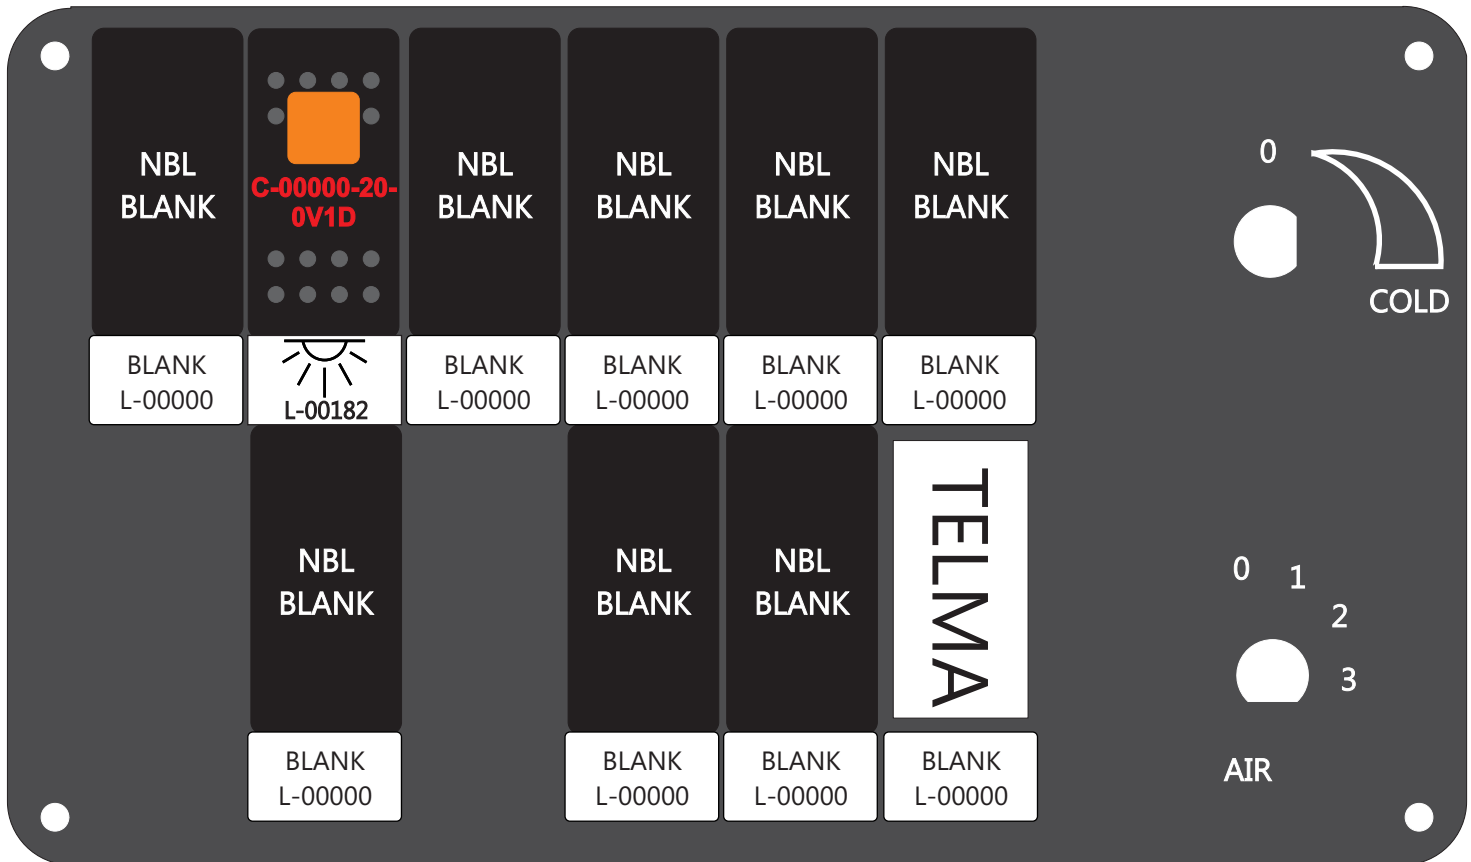 NBL
BLANK
C-00000-20-
0V1D
NBL
BLANK
NBL
BLANK
NBL
BLANK
NBL
BLANK
BLANK
L-00000
L-00182
BLANK
L-00000
BLANK
L-00000
BLANK
L-00000
BLANK
L-00000
NBL
BLANK
NBL
BLANK
NBL
BLANK
TELMA
BLANK
L-00000
BLANK
L-00000
BLANK
L-00000
BLANK
L-00000
0
COLD
0
1
2
3
AIR